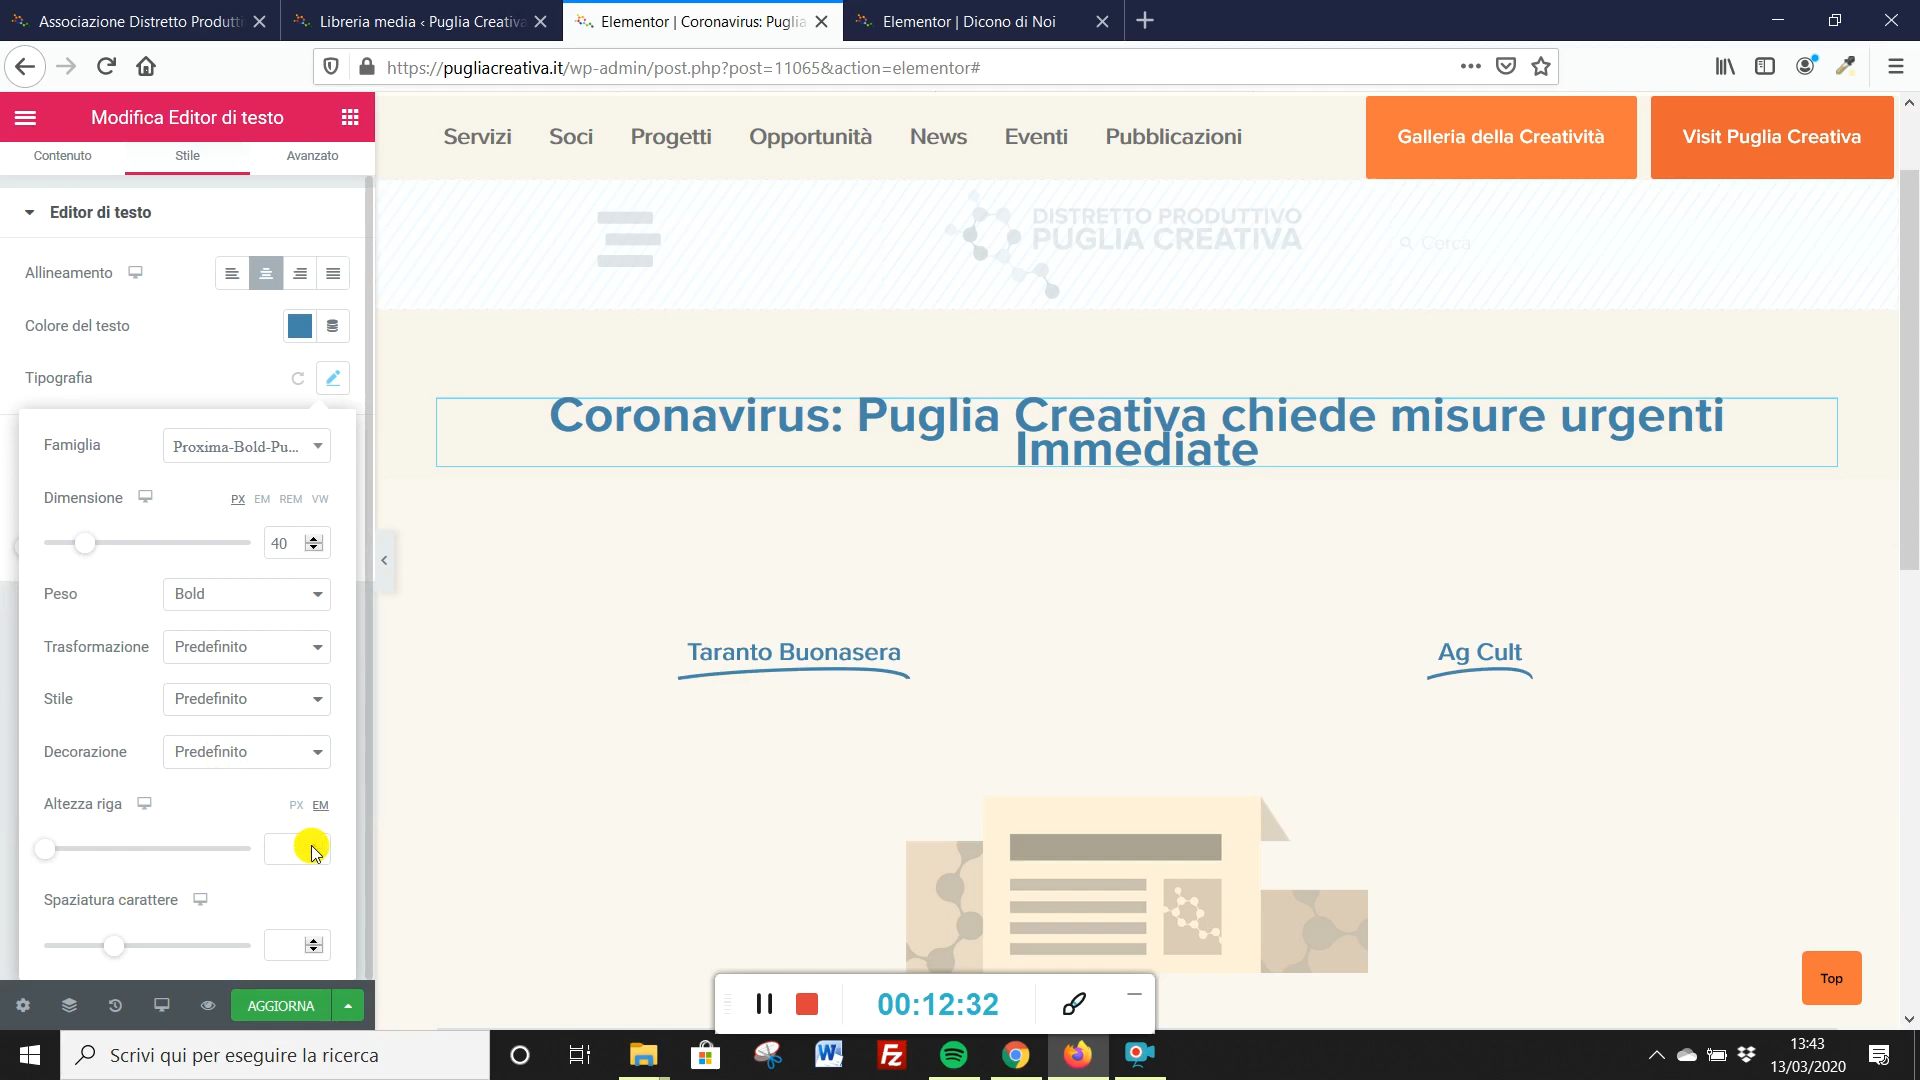 Associazione Distretto Produtti
Libreria media ‹ Puglia Creativa
Elementor | Coronavirus: Puglia
Elementor | Dicono di Noi
https://pugliacreativa.it/wp-admin/post.php?post=11065&action=elementor#
Modifica Editor di testo
Contenuto
Stile
Avanzato
Editor di testo
Allineamento
Colore del testo
Tipografia
Famiglia
Proxima-Bold-Pu...
Dimensione
PX EM REM VW
40
Peso
Bold
Trasformazione
Predefinito
Stile
Predefinito
Decorazione
Predefinito
Altezza riga
PX EM
Spaziatura carattere
AGGIORNA
Servizi
Soci
Progetti
Opportunità
News
Eventi
Pubblicazioni
Galleria della Creatività
Visit Puglia Creativa
DISTRETTO PRODUTTIVO
PUGLIA CREATIVA
Cerca
Coronavirus: Puglia Creativa chiede misure urgenti
Immediate
Taranto Buonasera
Ag Cult
Top
00:12:32
Scrivi qui per eseguire la ricerca
13:43
13/03/2020